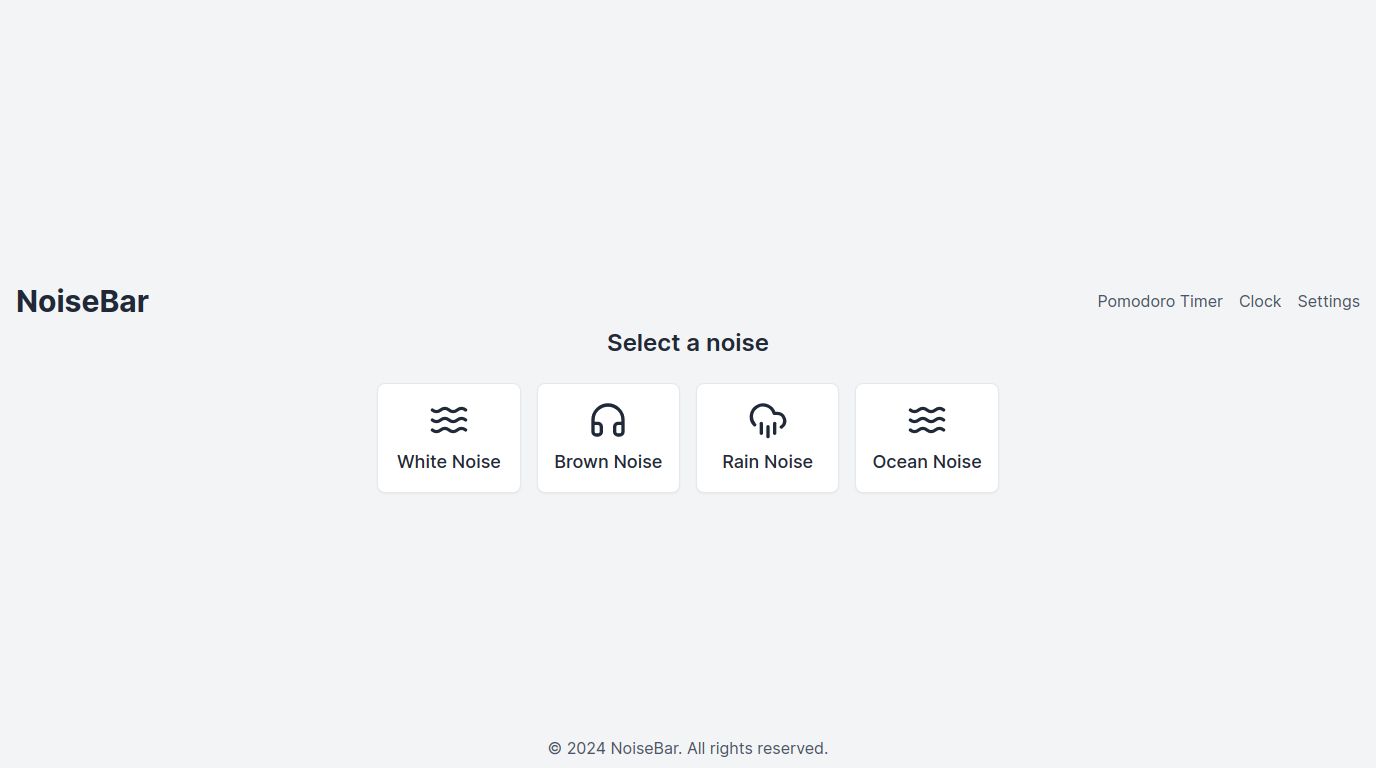 NoiseBar
Pomodoro Timer Clock Settings
Select a noise
White Noise
Brown Noise
Rain Noise
Ocean Noise
© 2024 NoiseBar. All rights reserved.